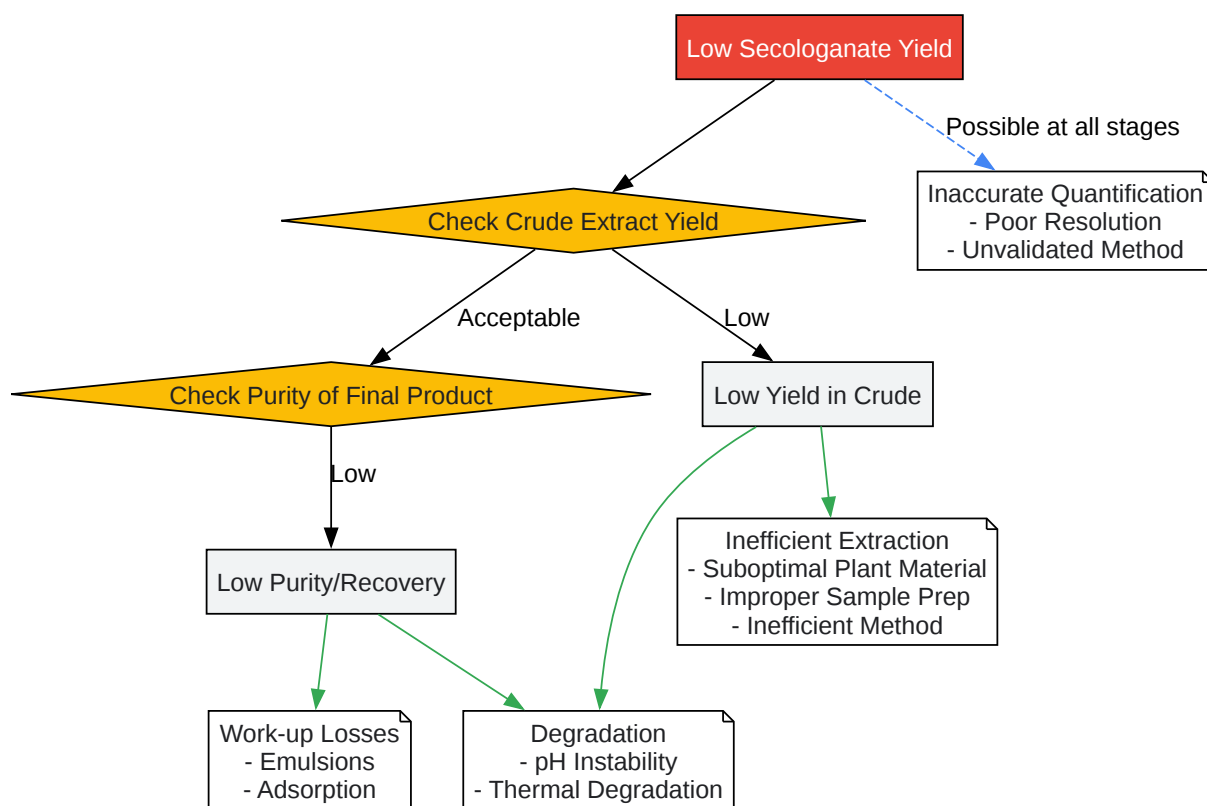 Low Secologanate Yield
Possible at all stages
Inaccurate Quantification
- Poor Resolution
- Unvalidated Method
Check Crude Extract Yield
Acceptable
Low
Check Purity of Final Product
Low Yield in Crude
Low
Inefficient Extraction
- Suboptimal Plant Material
- Improper Sample Prep
- Inefficient Method
Low Purity/Recovery
Work-up Losses
- Emulsions
- Adsorption
Degradation
- pH Instability
- Thermal Degradation